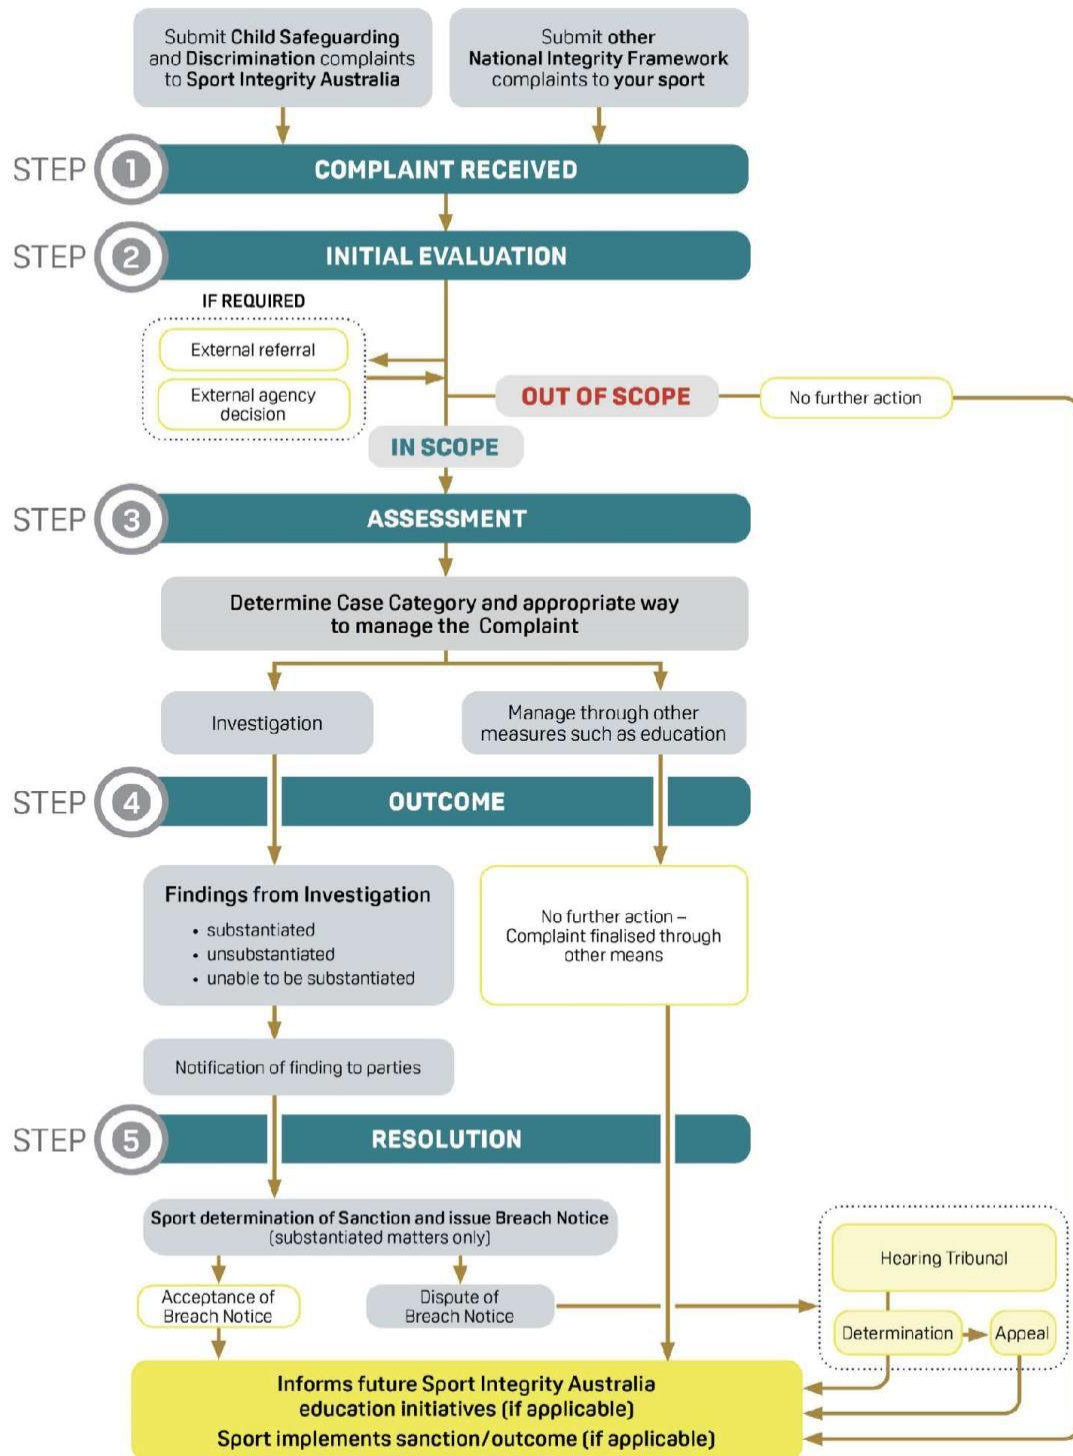 Submit Child Safeguarding
and Discrimination complaints
to Sport Integrity Australia
Submit other
National Integrity Framework
complaints to your sport
STEP 1
COMPLAINT RECEIVED
STEP 2
INITIAL EVALUATION
IF REQUIRED
External referral
External agency
decision
OUT OF SCOPE
No further action
IN SCOPE
STEP 3
ASSESSMENT
Determine Case Category and appropriate way
to manage the Complaint
Investigation
Manage through other
measures such as education
STEP 4
OUTCOME
Findings from Investigation
• substantiated
• unsubstantiated
• unable to be substantiated
No further action –
Complaint finalised through
other means
Notification of finding to parties
STEP 5
RESOLUTION
Sport determination of Sanction and issue Breach Notice
(substantiated matters only)
Acceptance of
Breach Notice
Dispute of
Breach Notice
Hearing Tribunal
Determination
Appeal
Informs future Sport Integrity Australia
education initiatives (if applicable)
Sport implements sanction/outcome (if applicable)